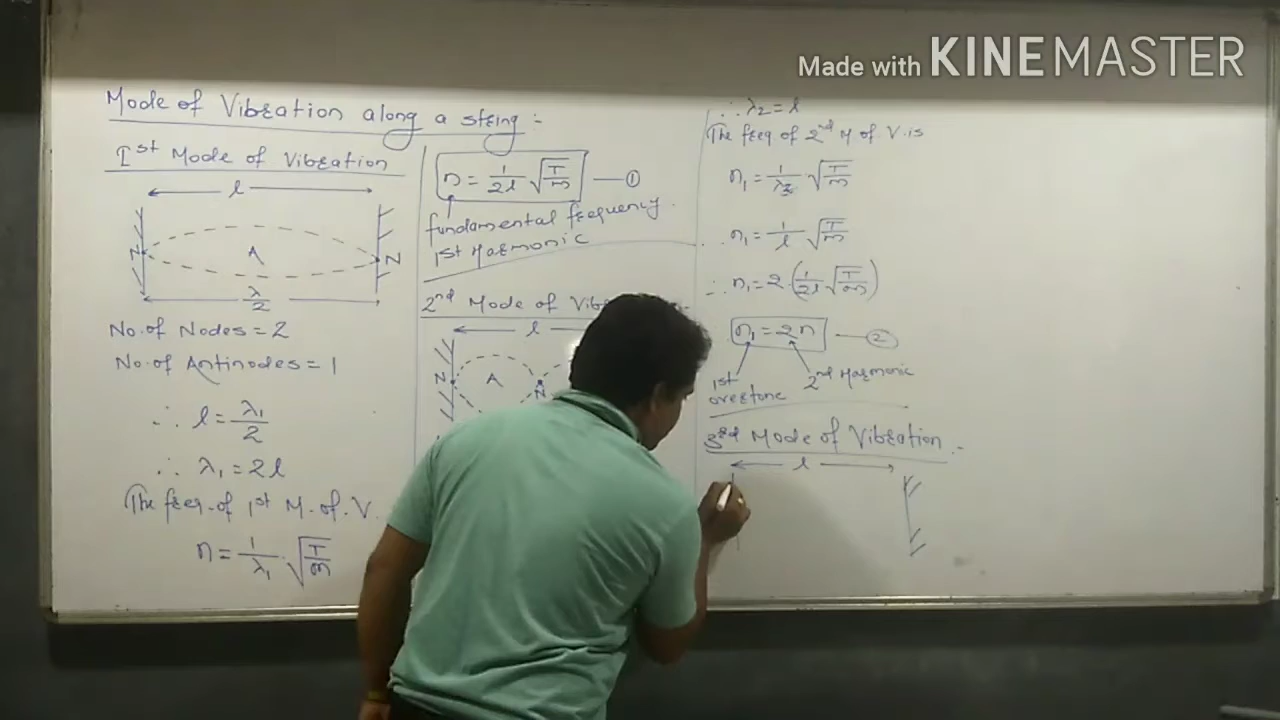 Made with KINEMASTER
Mode of Vibration along a string :-
Ist Mode of Vibration
l
N A N
λ/2
No. of Nodes = 2
No. of Antinodes = 1
∴ l = λ₁/2
∴ λ₁ = 2l
The freq. of 1st M. of. V.
n = 1/λ₁ √T/m
n = 1/2l √T/m — ①
fundamental frequency.
1st Harmonic
2nd Mode of
l
N A N
∴ λ₂ = l
The freq of 2nd M of V. is
n₁ = 1/λ₂ √T/m
∴ n₁ = 1/l √T/m
∴ n₁ = 2 · (1/2l √T/m)
n₁ = 2n — ②
1st overtone
2nd Harmonic
3rd Mode of Vibration :-
l